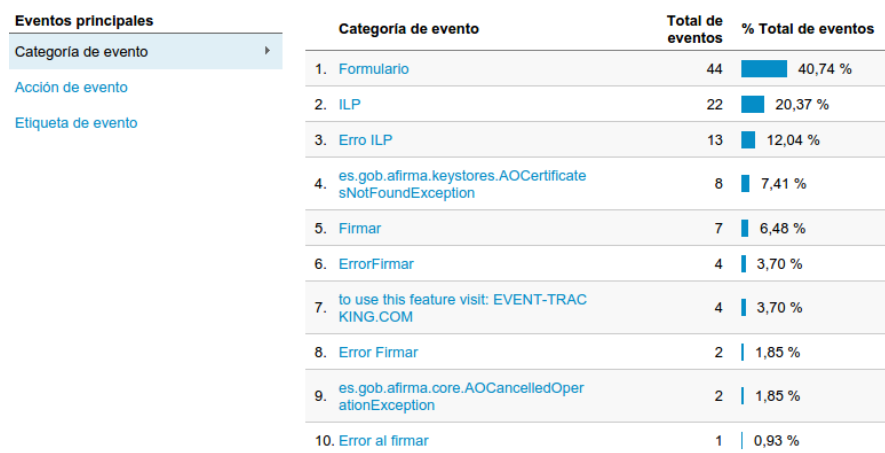 Eventos principales
Categoría de evento
Acción de evento
Etiqueta de evento
Categoría de evento
Total de
eventos
% Total de eventos
1. Formulario 44 40,74 %
2. ILP 22 20,37 %
3. Erro ILP 13 12,04 %
4. es.gob.afirma.keystores.AOCertificate
sNotFoundException 8 7,41 %
5. Firmar 7 6,48 %
6. ErrorFirmar 4 3,70 %
7. to use this feature visit: EVENT-TRAC
KING.COM 4 3,70 %
8. Error Firmar 2 1,85 %
9. es.gob.afirma.core.AOCancelledOper
ationException 2 1,85 %
10. Error al firmar 1 0,93 %